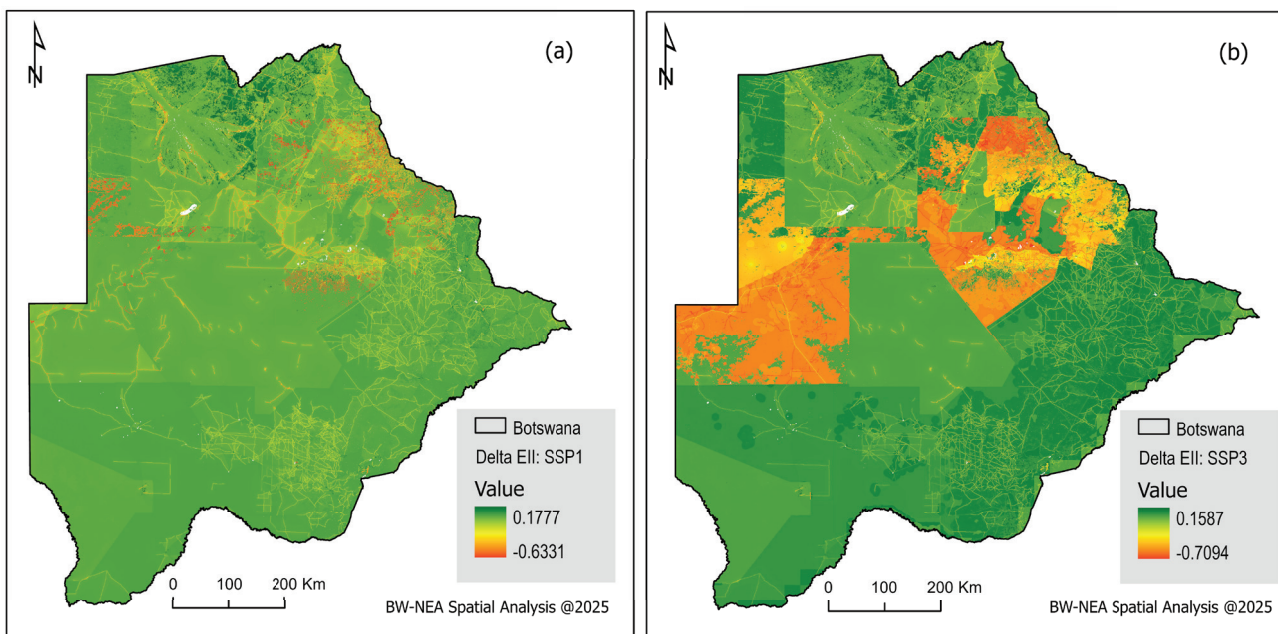 N
(a)
Botswana
Delta EII: SSP1
Value
0.1777
-0.6331
0 100 200 Km
BW-NEA Spatial Analysis @2025
N
(b)
Botswana
Delta EII: SSP3
Value
0.1587
-0.7094
0 100 200 Km
BW-NEA Spatial Analysis @2025